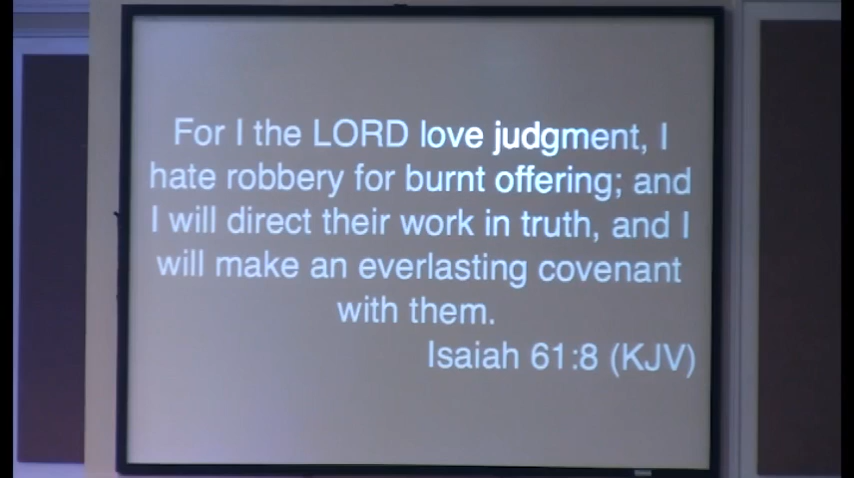 For I the LORD love judgment, I
hate robbery for burnt offering; and
I will direct their work in truth, and I
will make an everlasting covenant
with them.
Isaiah 61:8 (KJV)